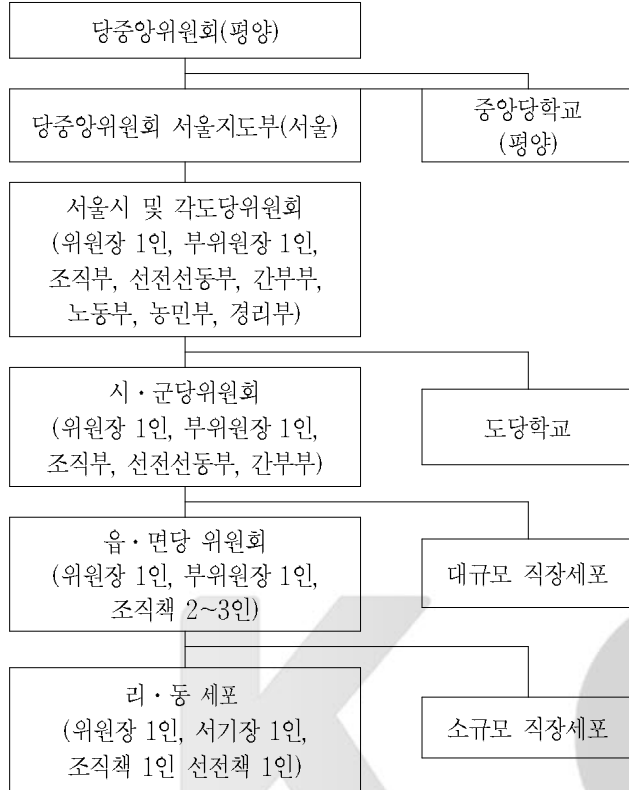 당중앙위원회(평양)
당중앙위원회 서울지도부(서울)
중앙당학교
(평양)
서울시 및 각도당위원회
(위원장 1인, 부위원장 1인,
조직부, 선전선동부, 간부부,
노동부, 농민부, 경리부)
시·군당위원회
(위원장 1인, 부위원장 1인,
조직부, 선전선동부, 간부부)
도당학교
읍·면당 위원회
(위원장 1인, 부위원장 1인,
조직책 2~3인)
대규모 직장세포
리·동 세포
(위원장 1인, 서기장 1인,
조직책 1인 선전책 1인)
소규모 직장세포